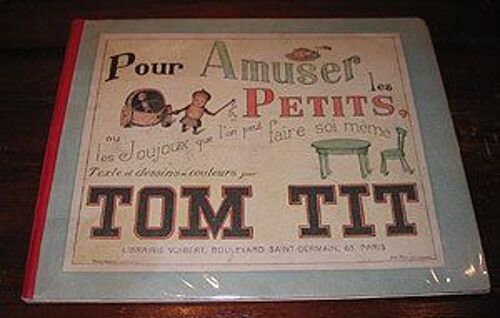 Pour Amuser
les
PETITS,
ou
les Joujoux que l'on peut faire soi même
Texte et dessins en couleurs par
TOM TIT
LIBRAIRIE VUIBERT, BOULEVARD SAINT-GERMAIN, 63, PARIS